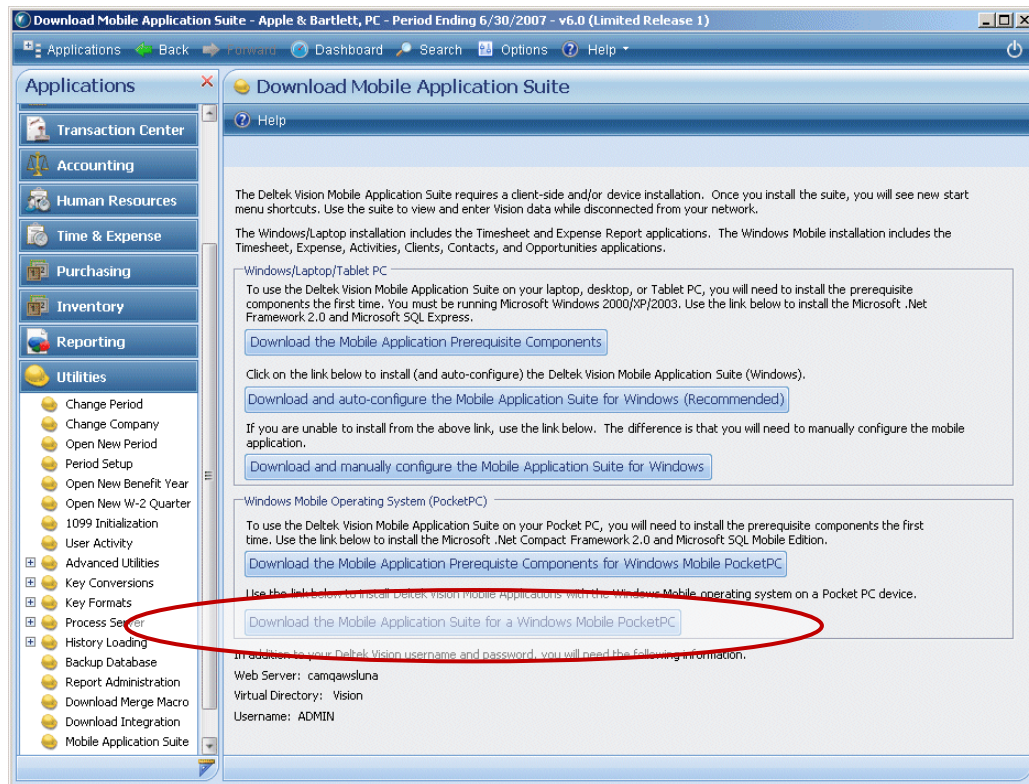 Download Mobile Application Suite - Apple & Bartlett, PC - Period Ending 6/30/2007 - v6.0 (Limited Release 1)
Applications Back Forward Dashboard Search Options Help
Applications
Transaction Center
Accounting
Human Resources
Time & Expense
Purchasing
Inventory
Reporting
Utilities
Change Period
Change Company
Open New Period
Period Setup
Open New Benefit Year
Open New W-2 Quarter
1099 Initialization
User Activity
Advanced Utilities
Key Conversions
Key Formats
Process Server
History Loading
Backup Database
Report Administration
Download Merge Macro
Download Integration
Mobile Application Suite
Download Mobile Application Suite
Help
The Deltek Vision Mobile Application Suite requires a client-side and/or device installation. Once you install the suite, you will see new start
menu shortcuts. Use the suite to view and enter Vision data while disconnected from your network.
The Windows/Laptop installation includes the Timesheet and Expense Report applications. The Windows Mobile installation includes the
Timesheet, Expense, Activities, Clients, Contacts, and Opportunities applications.
Windows/Laptop/Tablet PC
To use the Deltek Vision Mobile Application Suite on your laptop, desktop, or Tablet PC, you will need to install the prerequisite
components the first time. You must be running Microsoft Windows 2000/XP/2003. Use the link below to install the Microsoft .Net
Framework 2.0 and Microsoft SQL Express.
Download the Mobile Application Prerequisite Components
Click on the link below to install (and auto-configure) the Deltek Vision Mobile Application Suite (Windows).
Download and auto-configure the Mobile Application Suite for Windows (Recommended)
If you are unable to install from the above link, use the link below. The difference is that you will need to manually configure the mobile
application.
Download and manually configure the Mobile Application Suite for Windows
Windows Mobile Operating System (PocketPC)
To use the Deltek Vision Mobile Application Suite on your Pocket PC, you will need to install the prerequisite components the first
time. Use the link below to install the Microsoft .Net Compact Framework 2.0 and Microsoft SQL Mobile Edition.
Download the Mobile Application Prerequiste Components for Windows Mobile PocketPC
Use the link below to install Deltek Vision Mobile Applications with the Windows Mobile operating system on a Pocket PC device.
Download the Mobile Application Suite for a Windows Mobile PocketPC
In addition to your Deltek Vision username and password, you will need the following information.
Web Server: camqawsluna
Virtual Directory: Vision
Username: ADMIN